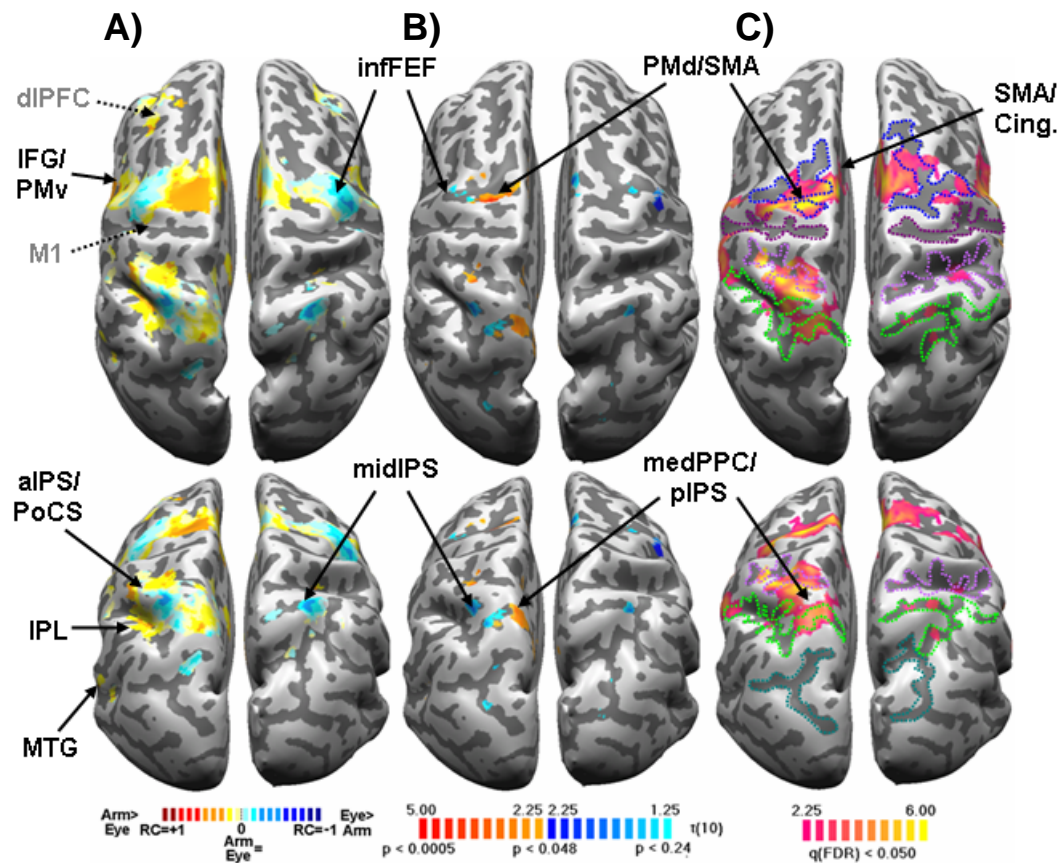 A)
B)
C)
infFEF
PMd/SMA
dlPFC
SMA/
Cing.
IFG/
PMv
M1
aIPS/
PoCS
midIPS
medPPC/
pIPS
IPL
MTG
Arm>
Eye
RC=+1
0
Arm
Eye =
RC=-1
Eye>
Arm
5.00
2.25
2.25
1.25
t(10)
p < 0.0005
p < 0.048
p < 0.24
2.25
6.00
q(FDR) < 0.050